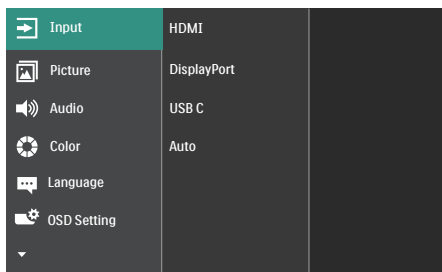 Input
HDMI
Picture
DisplayPort
Audio
USB C
Color
Auto
Language
OSD Setting